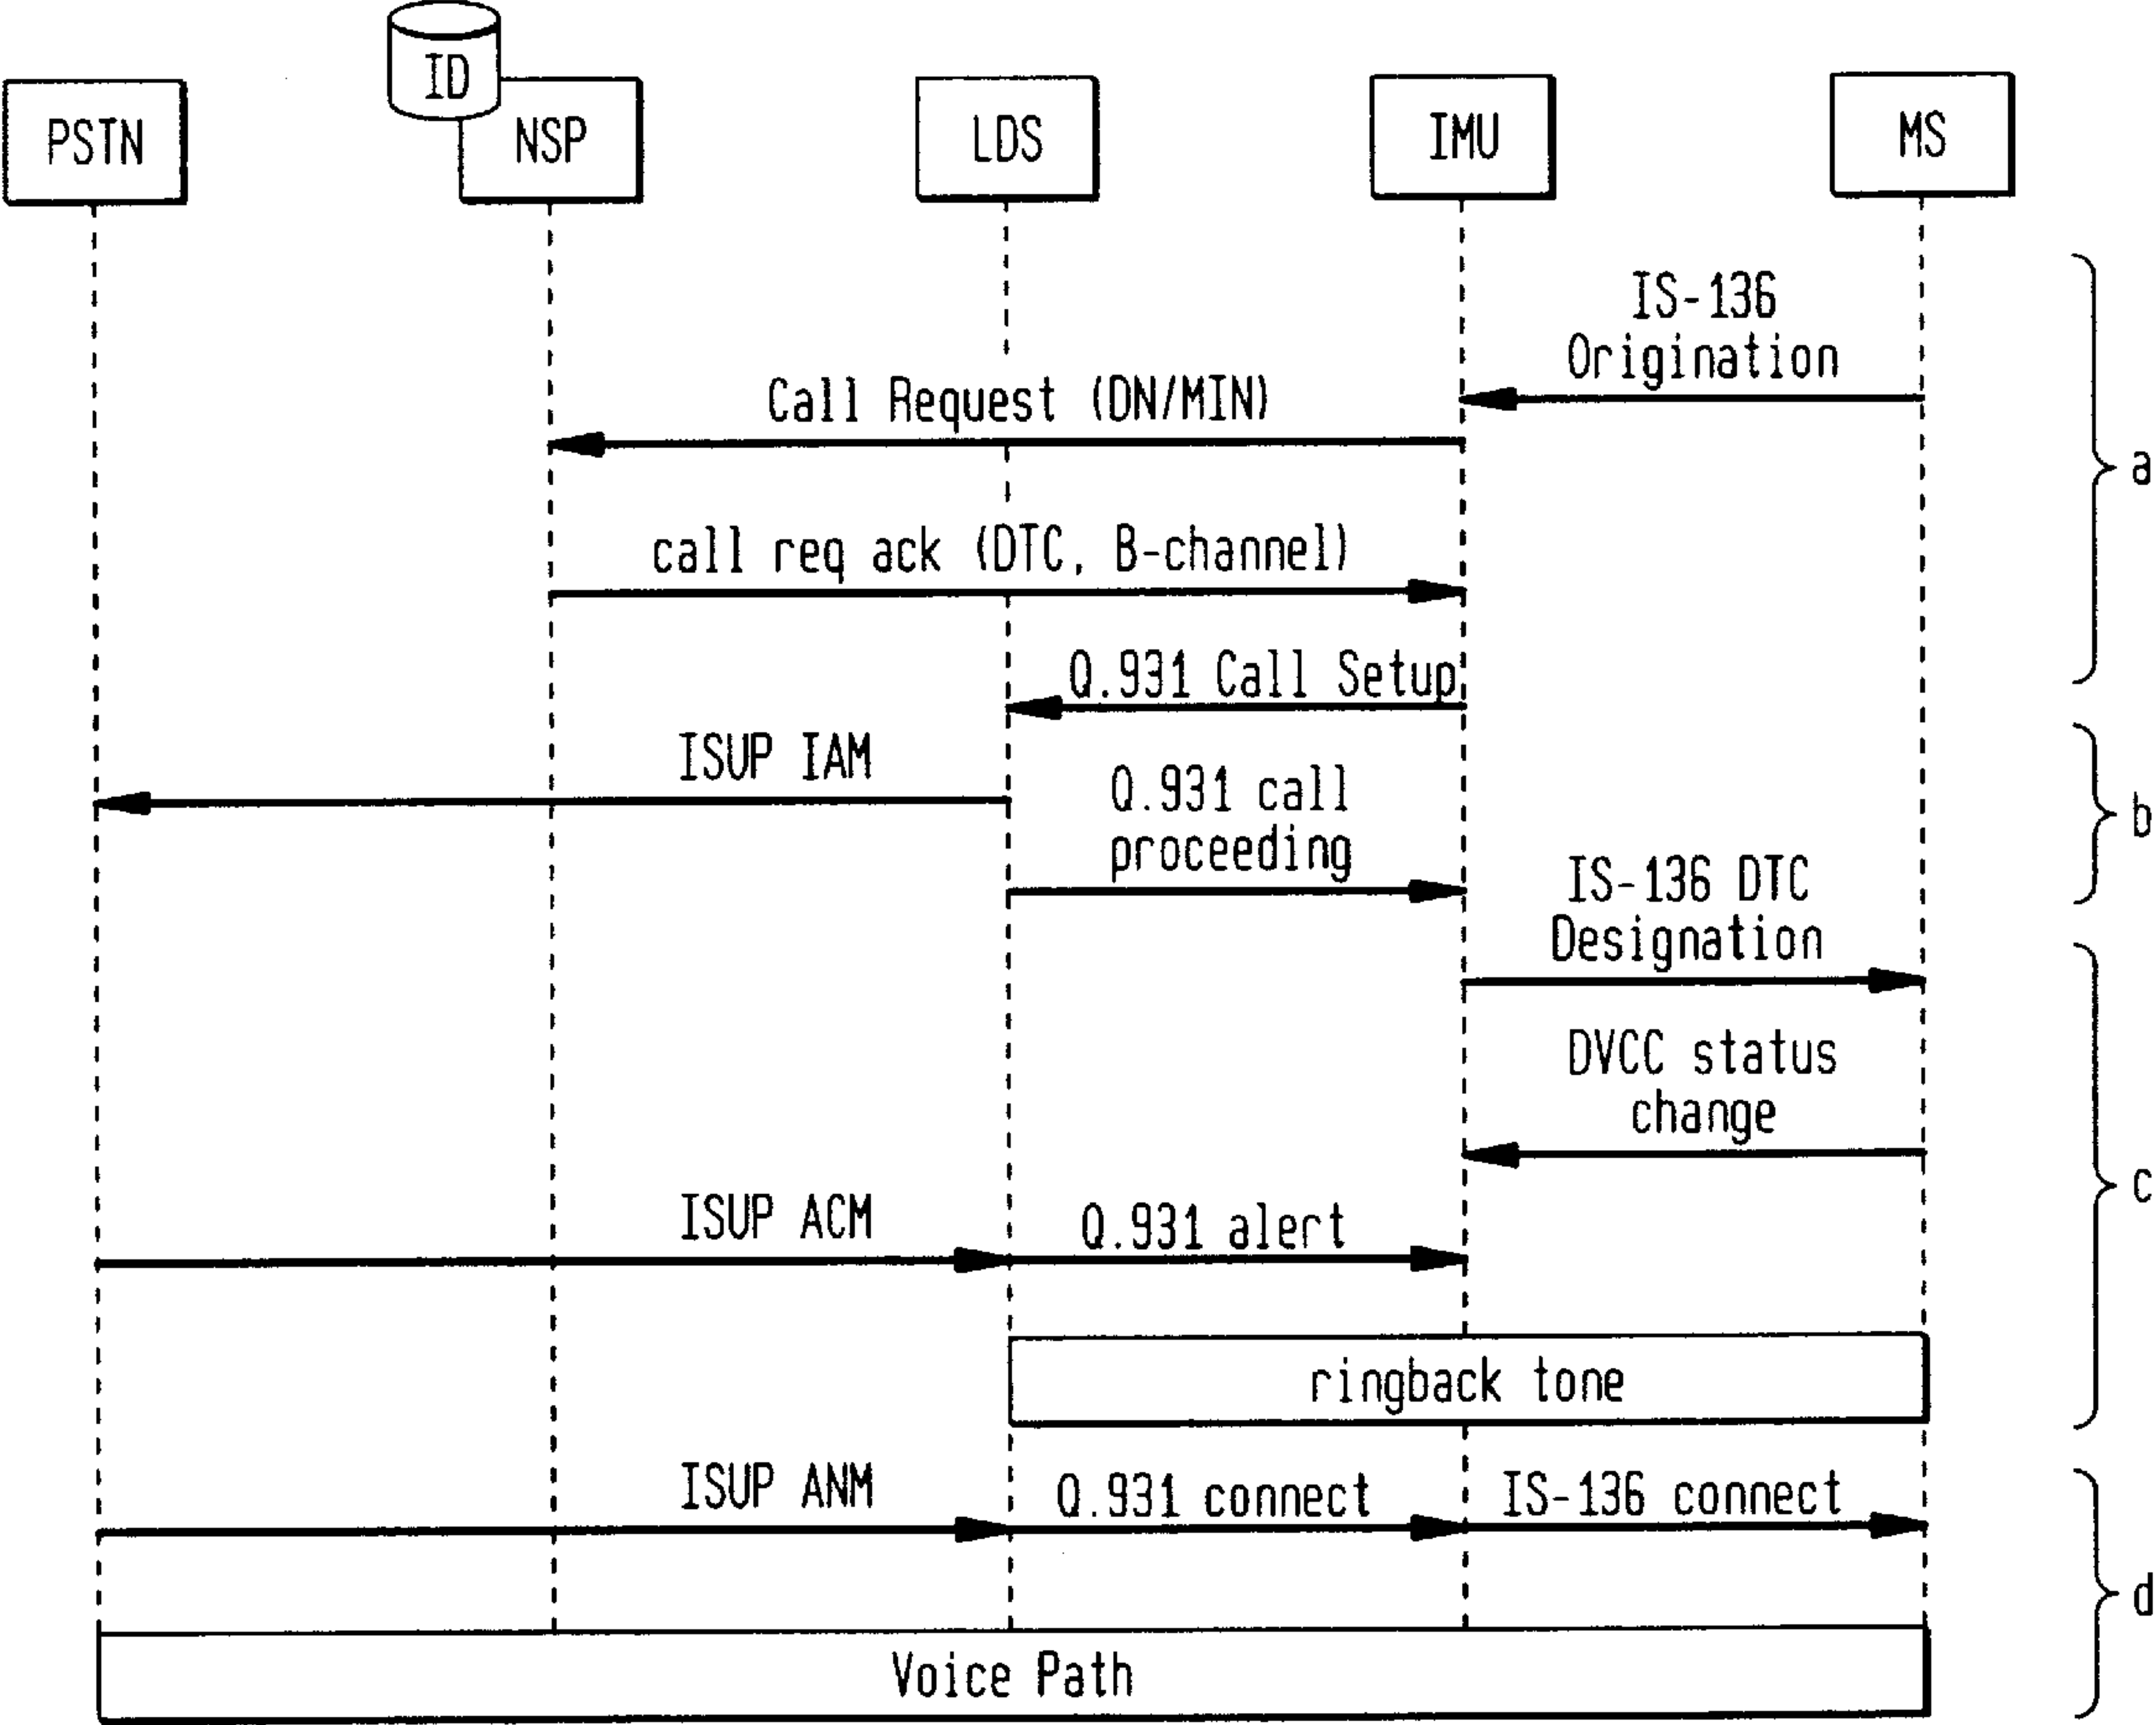 ID
PSTN
NSP
LDS
IMU
MS
IS-136
Origination
Call Request (DN/MIN)
a
call req ack (DTC, B-channel)
Q.931 Call Setup
ISUP IAM
Q.931 call
proceeding
b
IS-136 DTC
Designation
DVCC status
change
c
ISUP ACM
Q.931 alert
ringback tone
ISUP ANM
Q.931 connect
IS-136 connect
d
Voice Path